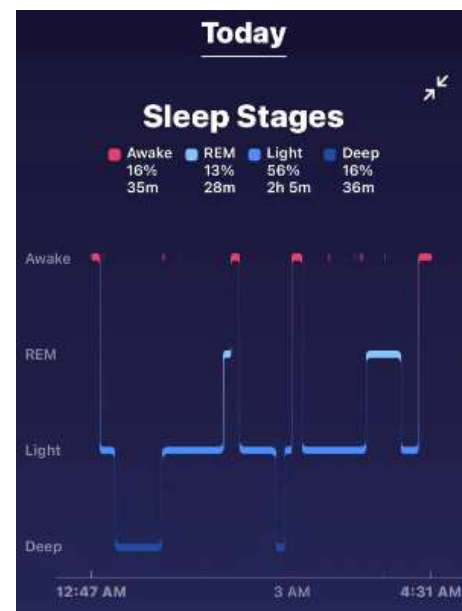 Today
Sleep Stages
Awake REM Light Deep
16% 13% 56% 16%
35m 28m 2h 5m 36m
Awake
REM
Light
Deep
12:47 AM 3 AM 4:31 AM